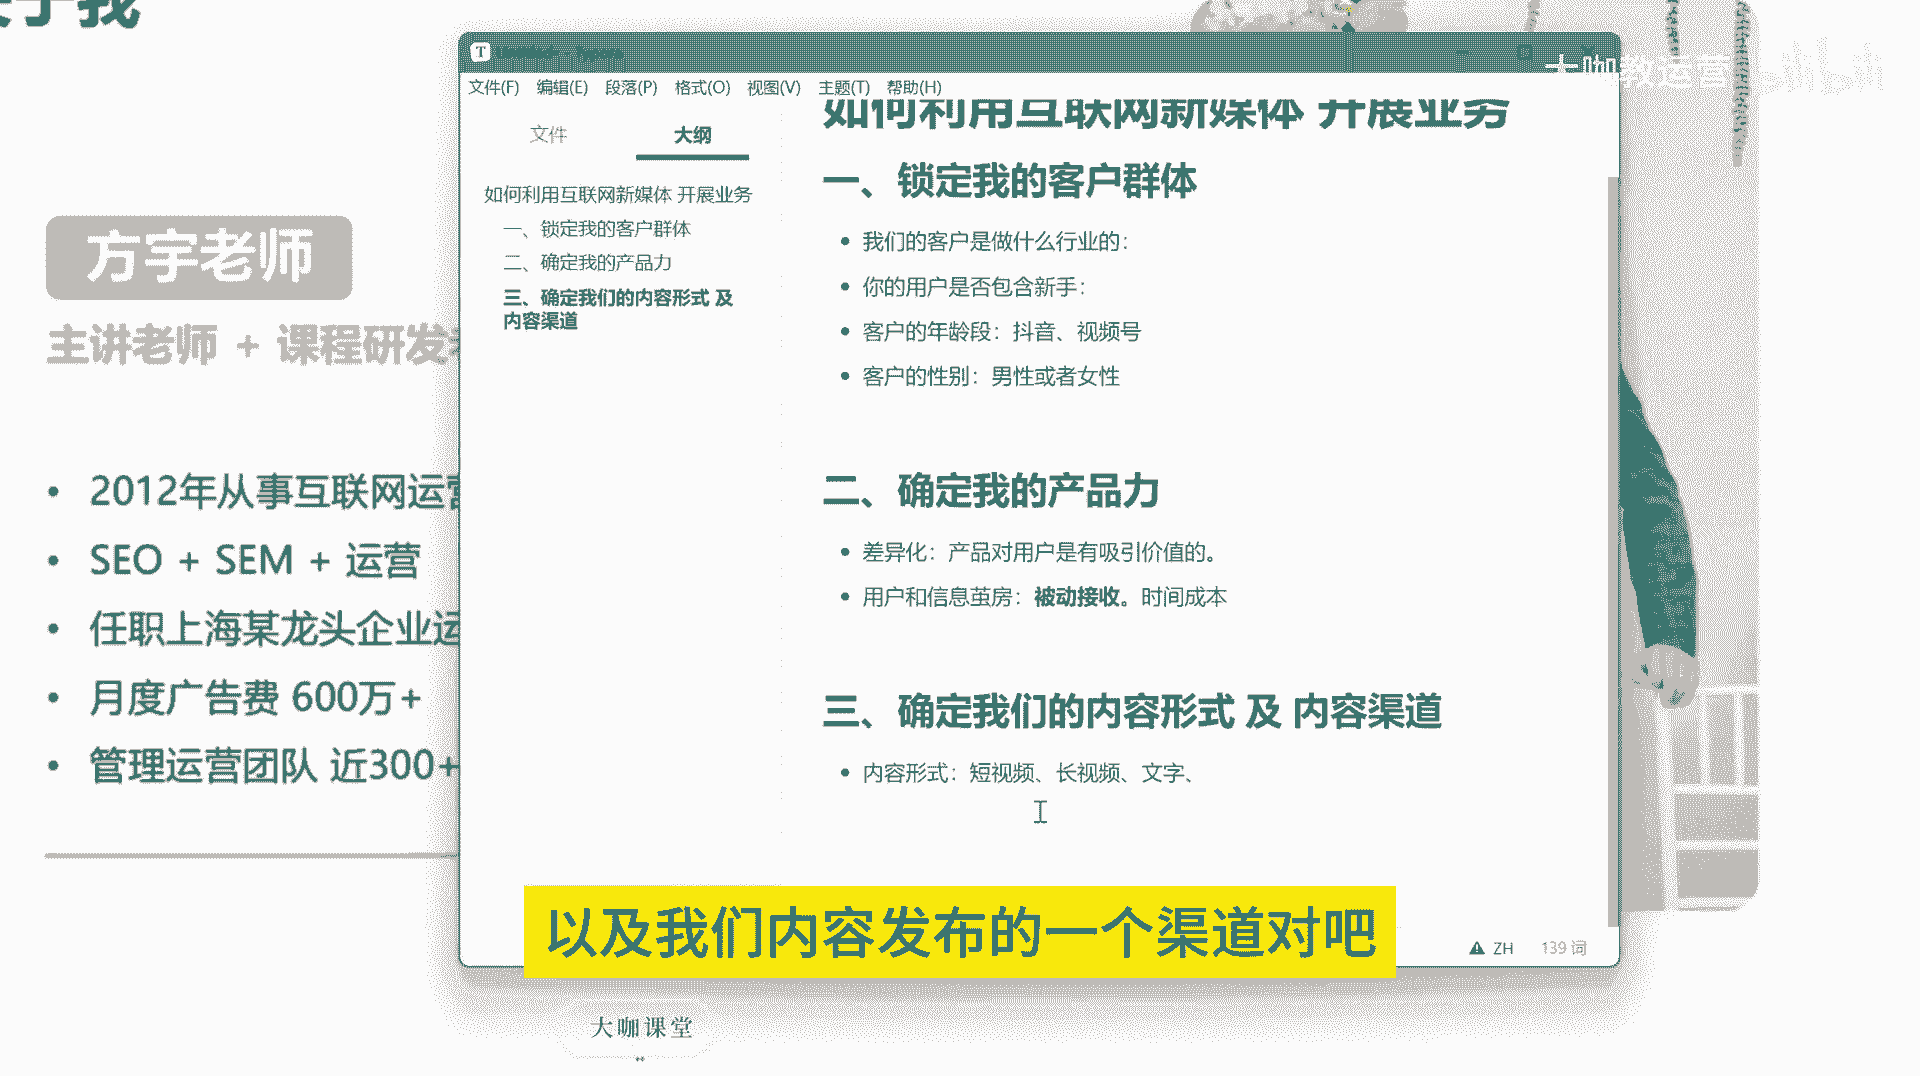 关于我
方宇老师
主讲老师 + 课程研发
2012年从事互联网运营
SEO + SEM + 运营
任职上海某龙头企业运
月度广告费 600万+
管理运营团队 近300+
T
文件(F) 编辑(E) 段落(P) 格式(O) 视图(V) 主题(T) 帮助(H)
文件 大纲
如何利用互联网新媒体 开展业务
一、锁定我的客户群体
二、确定我的产品力
三、确定我们的内容形式 及
内容渠道
如何利用互联网新媒体 开展业务
一、锁定我的客户群体
我们的客户是做什么行业的：
你的用户是否包含新手：
客户的年龄段：抖音、视频号
客户的性别：男性或者女性
二、确定我的产品力
差异化：产品对用户是有吸引价值的。
用户和信息茧房：被动接收。时间成本
三、确定我们的内容形式 及 内容渠道
内容形式：短视频、长视频、文字、
ZH 139 词
以及我们内容发布的一个渠道对吧
大咖课堂
大咖教运营 bilibili